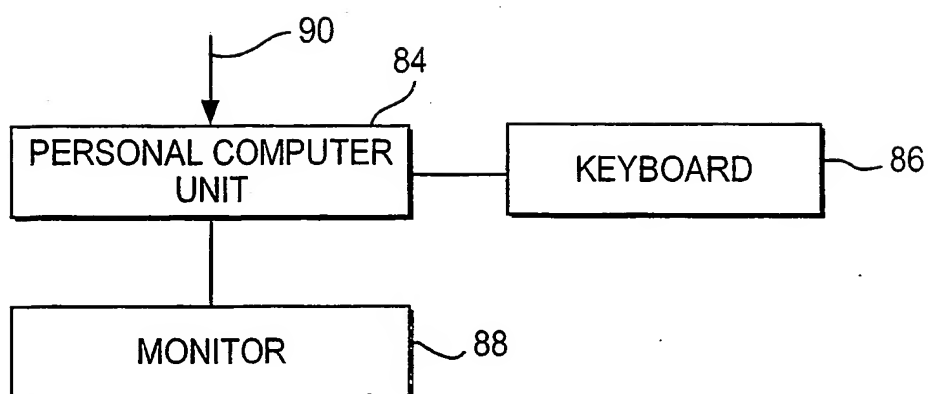 90
84
PERSONAL COMPUTER
UNIT
KEYBOARD
86
MONITOR
88